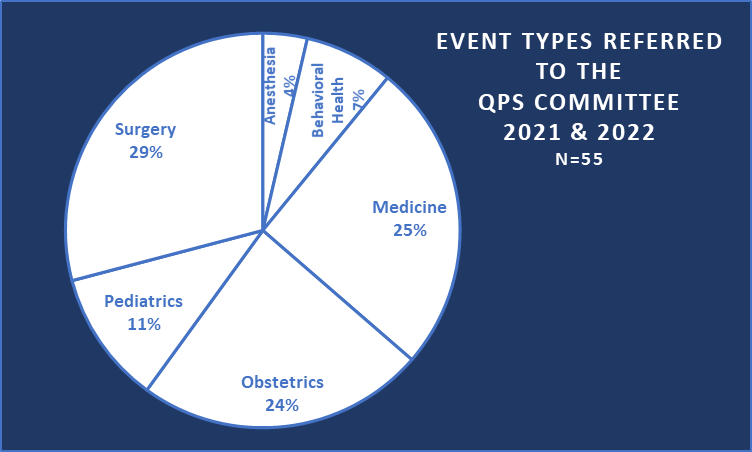 EVENT TYPES REFERRED
TO THE
QPS COMMITTEE
2021 & 2022
N=55
Anesthesia
4%
Behavioral
Health
7%
Medicine
25%
Obstetrics
24%
Pediatrics
11%
Surgery
29%